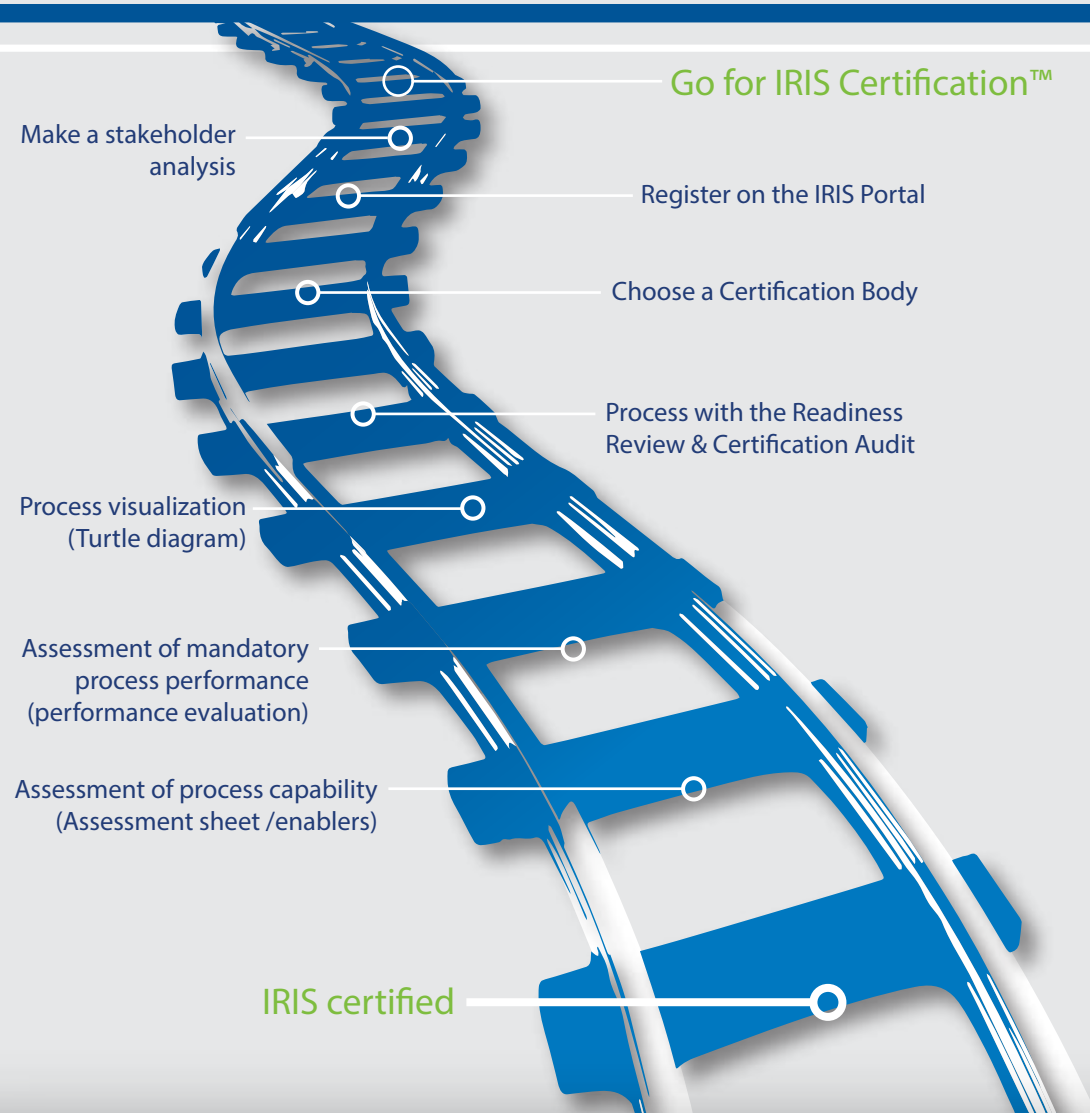 Go for IRIS Certification™
Make a stakeholder
analysis
Register on the IRIS Portal
Choose a Certification Body
Process with the Readiness
Review & Certification Audit
Process visualization
(Turtle diagram)
Assessment of mandatory
process performance
(performance evaluation)
Assessment of process capability
(Assessment sheet /enablers)
IRIS certified